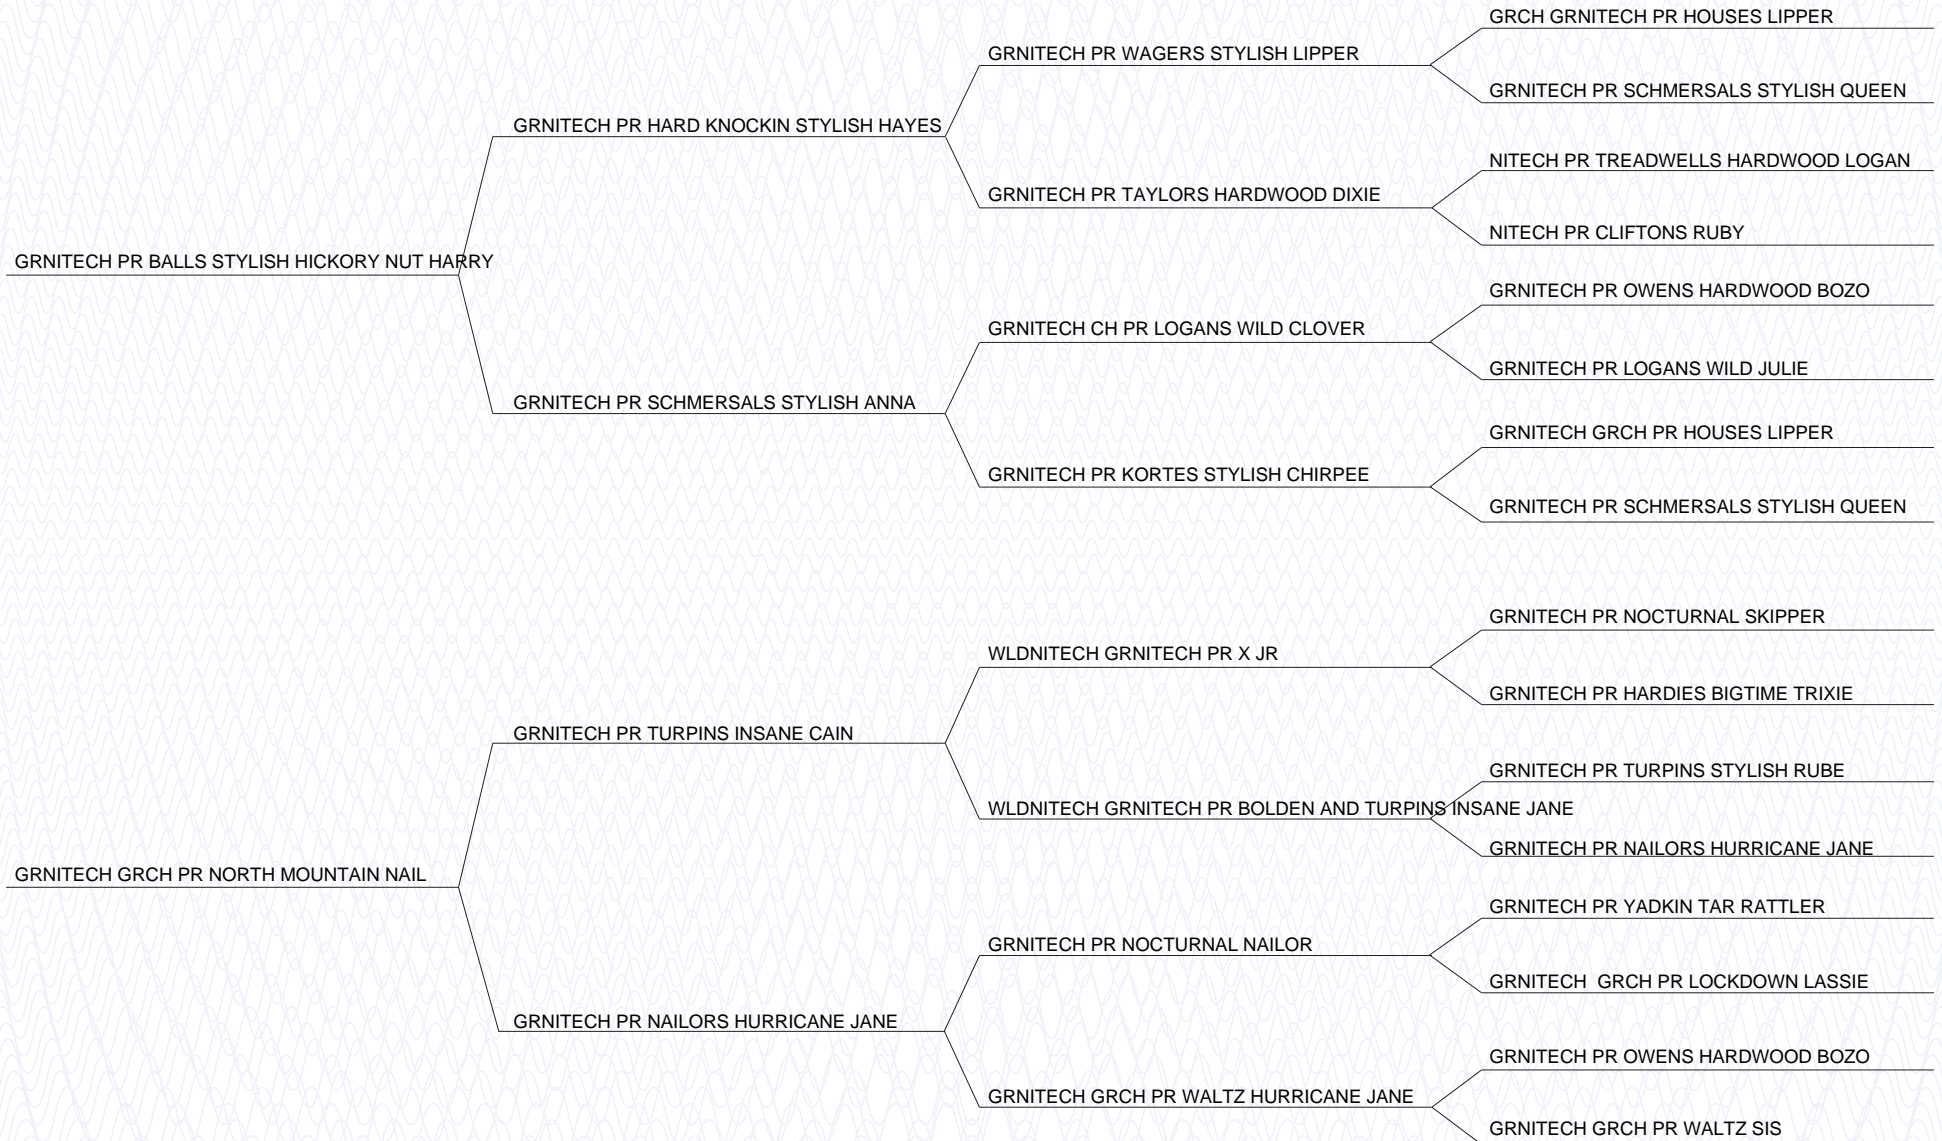 GRCH GRNITECH PR HOUSES LIPPER
GRNITECH PR WAGERS STYLISH LIPPER
GRNITECH PR SCHMERSALS STYLISH QUEEN
GRNITECH PR HARD KNOCKIN STYLISH HAYES
NITECH PR TREADWELLS HARDWOOD LOGAN
GRNITECH PR TAYLORS HARDWOOD DIXIE
NITECH PR CLIFTONS RUBY
GRNITECH PR BALLS STYLISH HICKORY NUT HARRY
GRNITECH PR OWENS HARDWOOD BOZO
GRNITECH CH PR LOGANS WILD CLOVER
GRNITECH PR LOGANS WILD JULIE
GRNITECH PR SCHMERSALS STYLISH ANNA
GRNITECH GRCH PR HOUSES LIPPER
GRNITECH PR KORTES STYLISH CHIRPEE
GRNITECH PR SCHMERSALS STYLISH QUEEN
GRNITECH PR NOCTURNAL SKIPPER
WLDNITECH GRNITECH PR X JR
GRNITECH PR HARDIES BIGTIME TRIXIE
GRNITECH PR TURPINS INSANE CAIN
GRNITECH PR TURPINS STYLISH RUBE
WLDNITECH GRNITECH PR BOLDEN AND TURPINS INSANE JANE
GRNITECH PR NAILORS HURRICANE JANE
GRNITECH GRCH PR NORTH MOUNTAIN NAIL
GRNITECH PR YADKIN TAR RATTLER
GRNITECH PR NOCTURNAL NAILOR
GRNITECH  GRCH PR LOCKDOWN LASSIE
GRNITECH PR NAILORS HURRICANE JANE
GRNITECH PR OWENS HARDWOOD BOZO
GRNITECH GRCH PR WALTZ HURRICANE JANE
GRNITECH GRCH PR WALTZ SIS